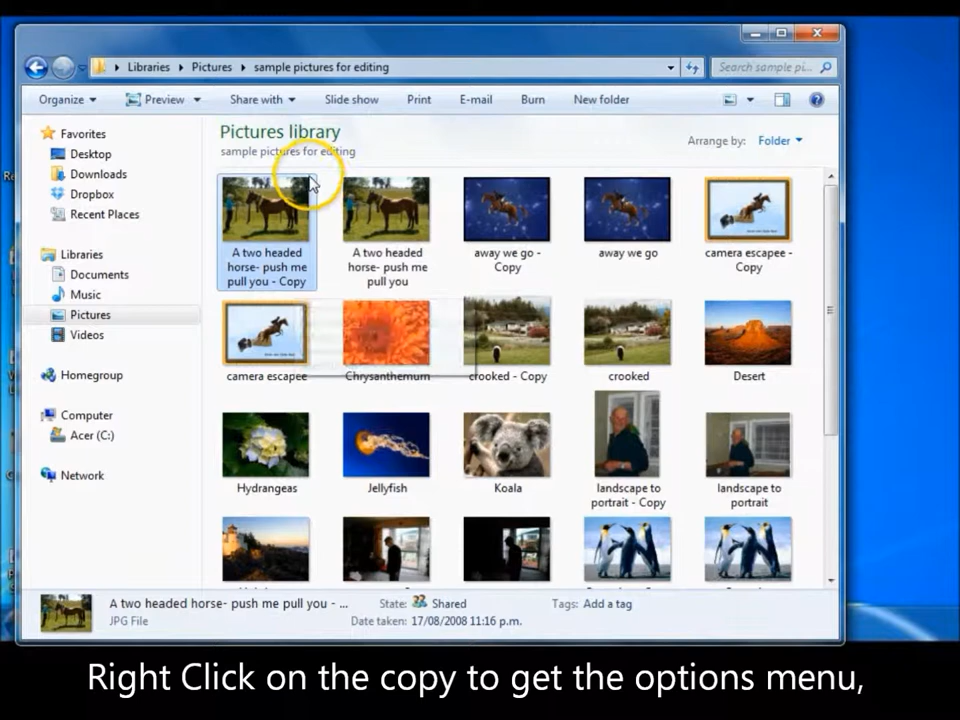 Libraries Pictures sample pictures for editing Search sample pi...
Organize Preview Share with Slide show Print E-mail Burn New folder
Favorites
Desktop
Downloads
Dropbox
Recent Places
Libraries
Documents
Music
Pictures
Videos
Homegroup
Computer
Acer (C:)
Network
Pictures library
sample pictures for editing
Arrange by: Folder
A two headed
horse- push me
pull you - Copy
A two headed
horse- push me
pull you
away we go -
Copy
away we go
camera escapee -
Copy
camera escapee
Chrysanthemum
crooked - Copy
crooked
Desert
Hydrangeas
Jellyfish
Koala
landscape to
portrait - Copy
landscape to
portrait
A two headed horse- push me pull you - ...
JPG File
State: Shared
Date taken: 17/08/2008 11:16 p.m.
Tags: Add a tag
Right Click on the copy to get the options menu,